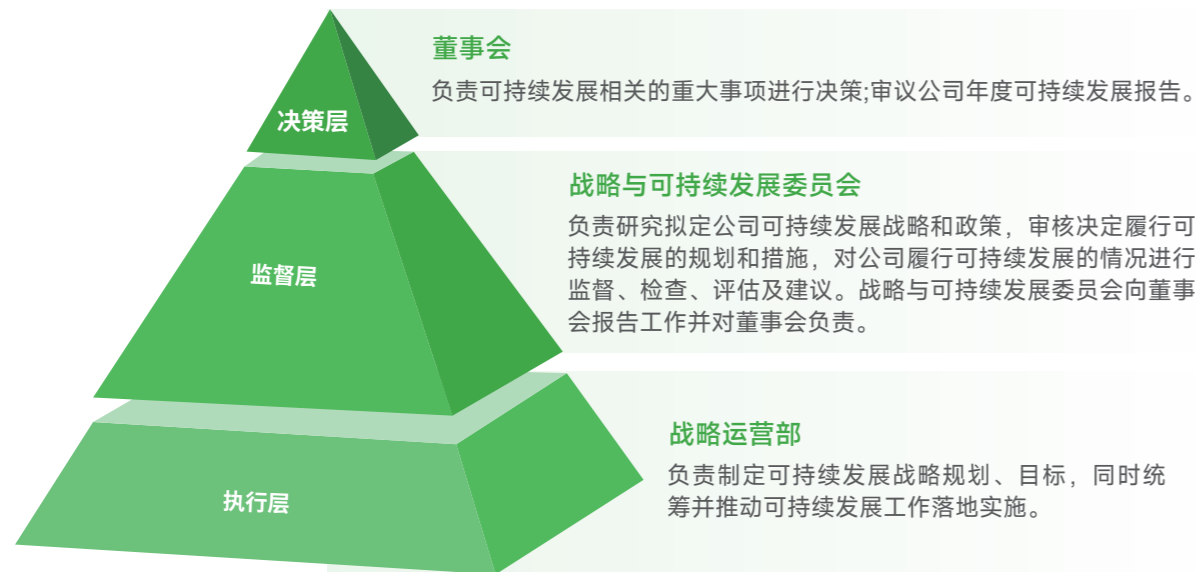 董事会
负责可持续发展相关的重大事项进行决策;审议公司年度可持续发展报告。
决策层
战略与可持续发展委员会
负责研究拟定公司可持续发展战略和政策，审核决定履行可
持续发展的规划和措施，对公司履行可持续发展的情况进行
监督、检查、评估及建议。战略与可持续发展委员会向董事
会报告工作并对董事会负责。
监督层
战略运营部
负责制定可持续发展战略规划、目标，同时统
筹并推动可持续发展工作落地实施。
执行层